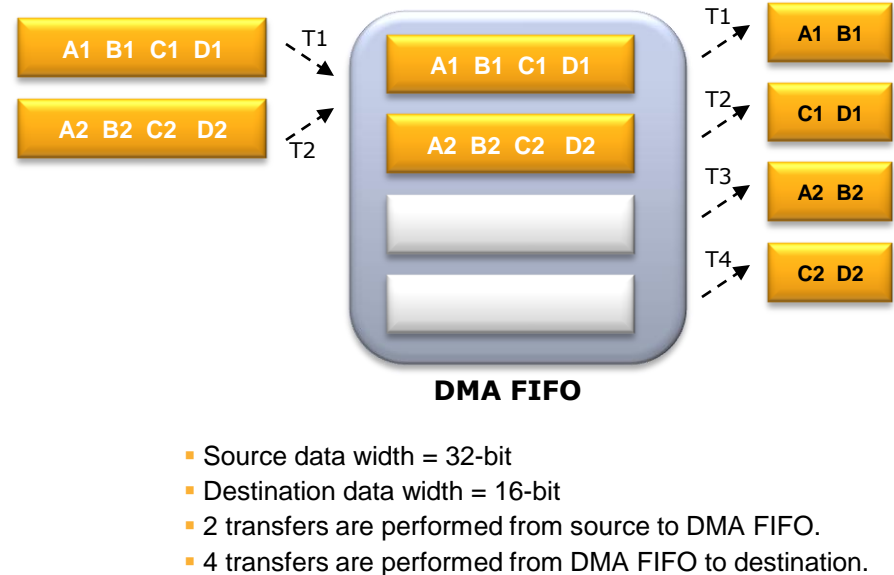 A1 B1 C1 D1
A2 B2 C2 D2
T1
T2
A1 B1 C1 D1
A2 B2 C2 D2
T1
A1 B1
T2
C1 D1
T3
A2 B2
T4
C2 D2
DMA FIFO
Source data width = 32-bit
Destination data width = 16-bit
2 transfers are performed from source to DMA FIFO.
4 transfers are performed from DMA FIFO to destination.